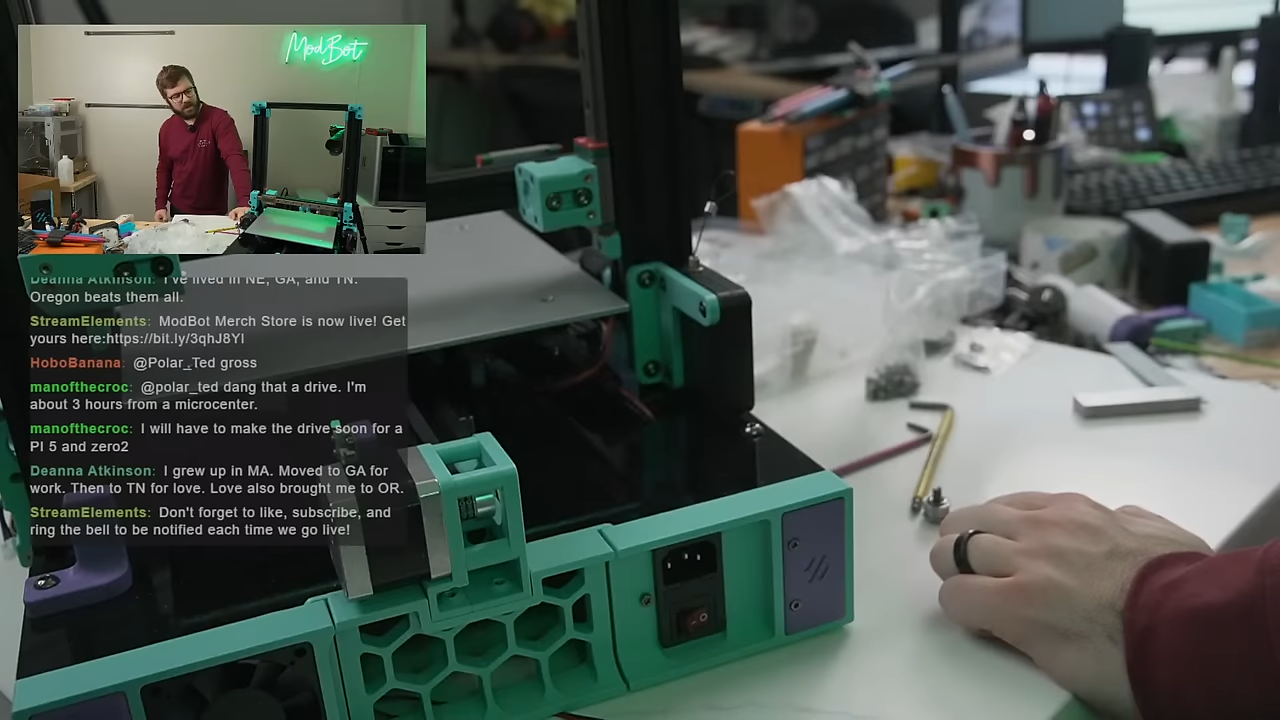 ModBot
Deanna Atkinson: I've lived in NE, GA, and TN.
Oregon beats them all.
StreamElements: ModBot Merch Store is now live! Get
yours here:https://bit.ly/3qhJ8Yl
HoboBanana: @Polar_Ted gross
manofthecroc: @polar_ted dang that a drive. I'm
about 3 hours from a microcenter.
manofthecroc: I will have to make the drive soon for a
PI 5 and zero2
Deanna Atkinson: I grew up in MA. Moved to GA for
work. Then to TN for love. Love also brought me to OR.
StreamElements: Don't forget to like, subscribe, and
ring the bell to be notified each time we go live!